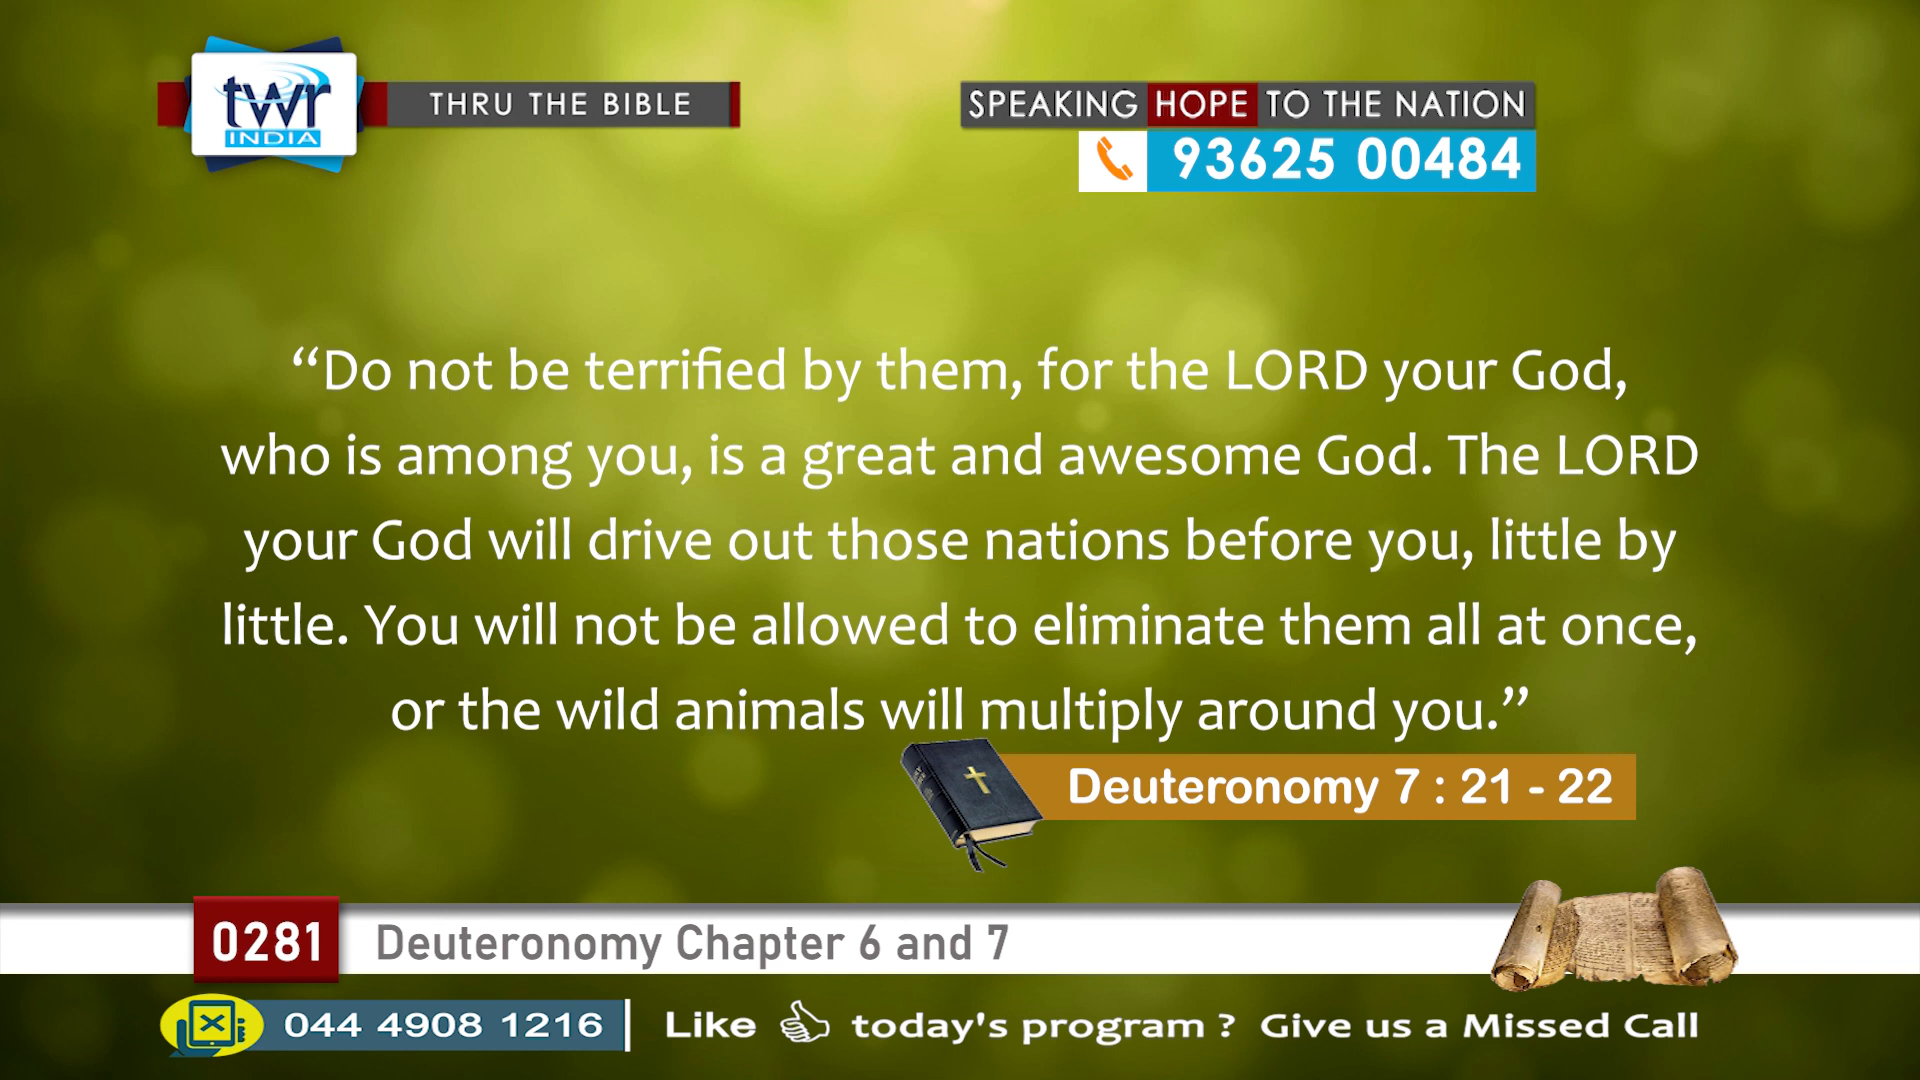 twr
INDIA
THRU THE BIBLE
SPEAKING HOPE TO THE NATION
93625 00484
“Do not be terrified by them, for the LORD your God,
who is among you, is a great and awesome God. The LORD
your God will drive out those nations before you, little by
little. You will not be allowed to eliminate them all at once,
or the wild animals will multiply around you.”
Deuteronomy 7 : 21 - 22
0281 Deuteronomy Chapter 6 and 7
044 4908 1216 Like today's program ? Give us a Missed Call